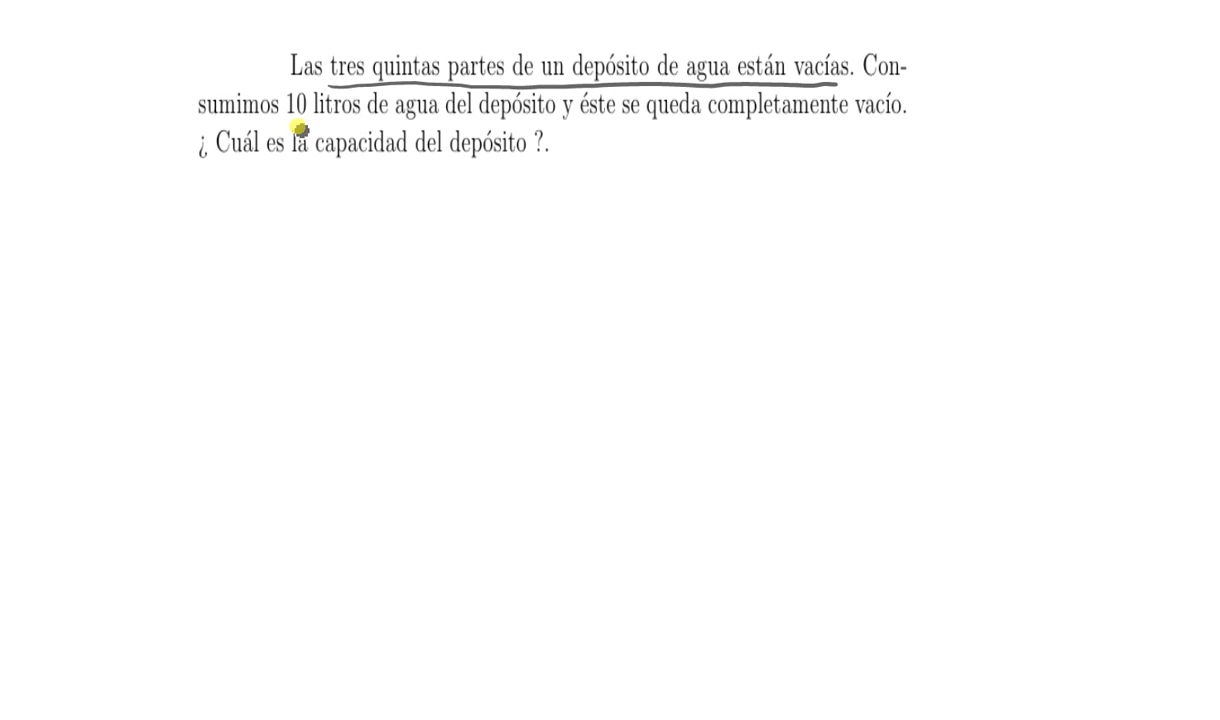 Las tres quintas partes de un depósito de agua están vacías. Con-
sumimos 10 litros de agua del depósito y éste se queda completamente vacío.
¿ Cuál es la capacidad del depósito ?.